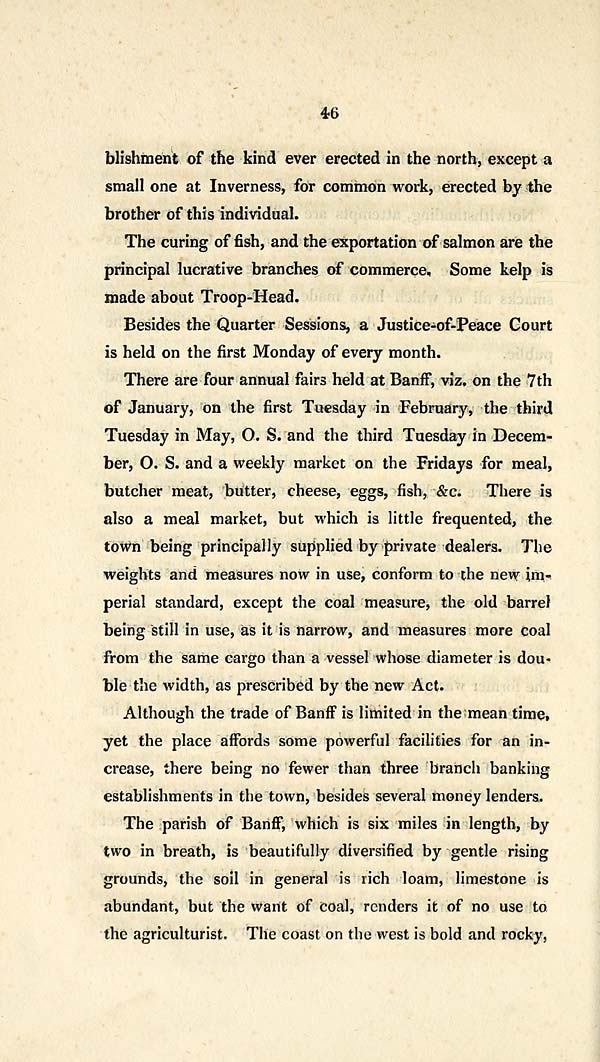 46
blishment of the kind ever erected in the north, except a
small one at Inverness, for common work, erected by the
brother of this individual.
The curing of fish, and the exportation of salmon are the
principal lucrative branches of commerce. Some kelp is
made about Troop-Head.
Besides the Quarter Sessions, a Justice-of-Peace Court
is held on the first Monday of every month.
There are four annual fairs held at Banff, viz. on the 7th
of January, on the first Tuesday in February, the third
Tuesday in May, O. S. and the third Tuesday in Decem-
ber, O. S. and a weekly market on the Fridays for meal,
butcher meat, butter, cheese, eggs, fish, &c. There is
also a meal market, but which is little frequented, the
town being principally supplied by private dealers. The
weights and measures now in use, conform to the new im-
perial standard, except the coal measure, the old barrel
being still in use, as it is narrow, and measures more coal
from the same cargo than a vessel whose diameter is dou-
ble the width, as prescribed by the new Act.
Although the trade of Banff is limited in the mean time,
yet the place affords some powerful facilities for an in-
crease, there being no fewer than three branch banking
establishments in the town, besides several money lenders.
The parish of Banff, which is six miles in length, by
two in breath, is beautifully diversified by gentle rising
grounds, the soil in general is rich loam, limestone is
abundant, but the want of coal, renders it of no use to
the agriculturist. The coast on the west is bold and rocky,